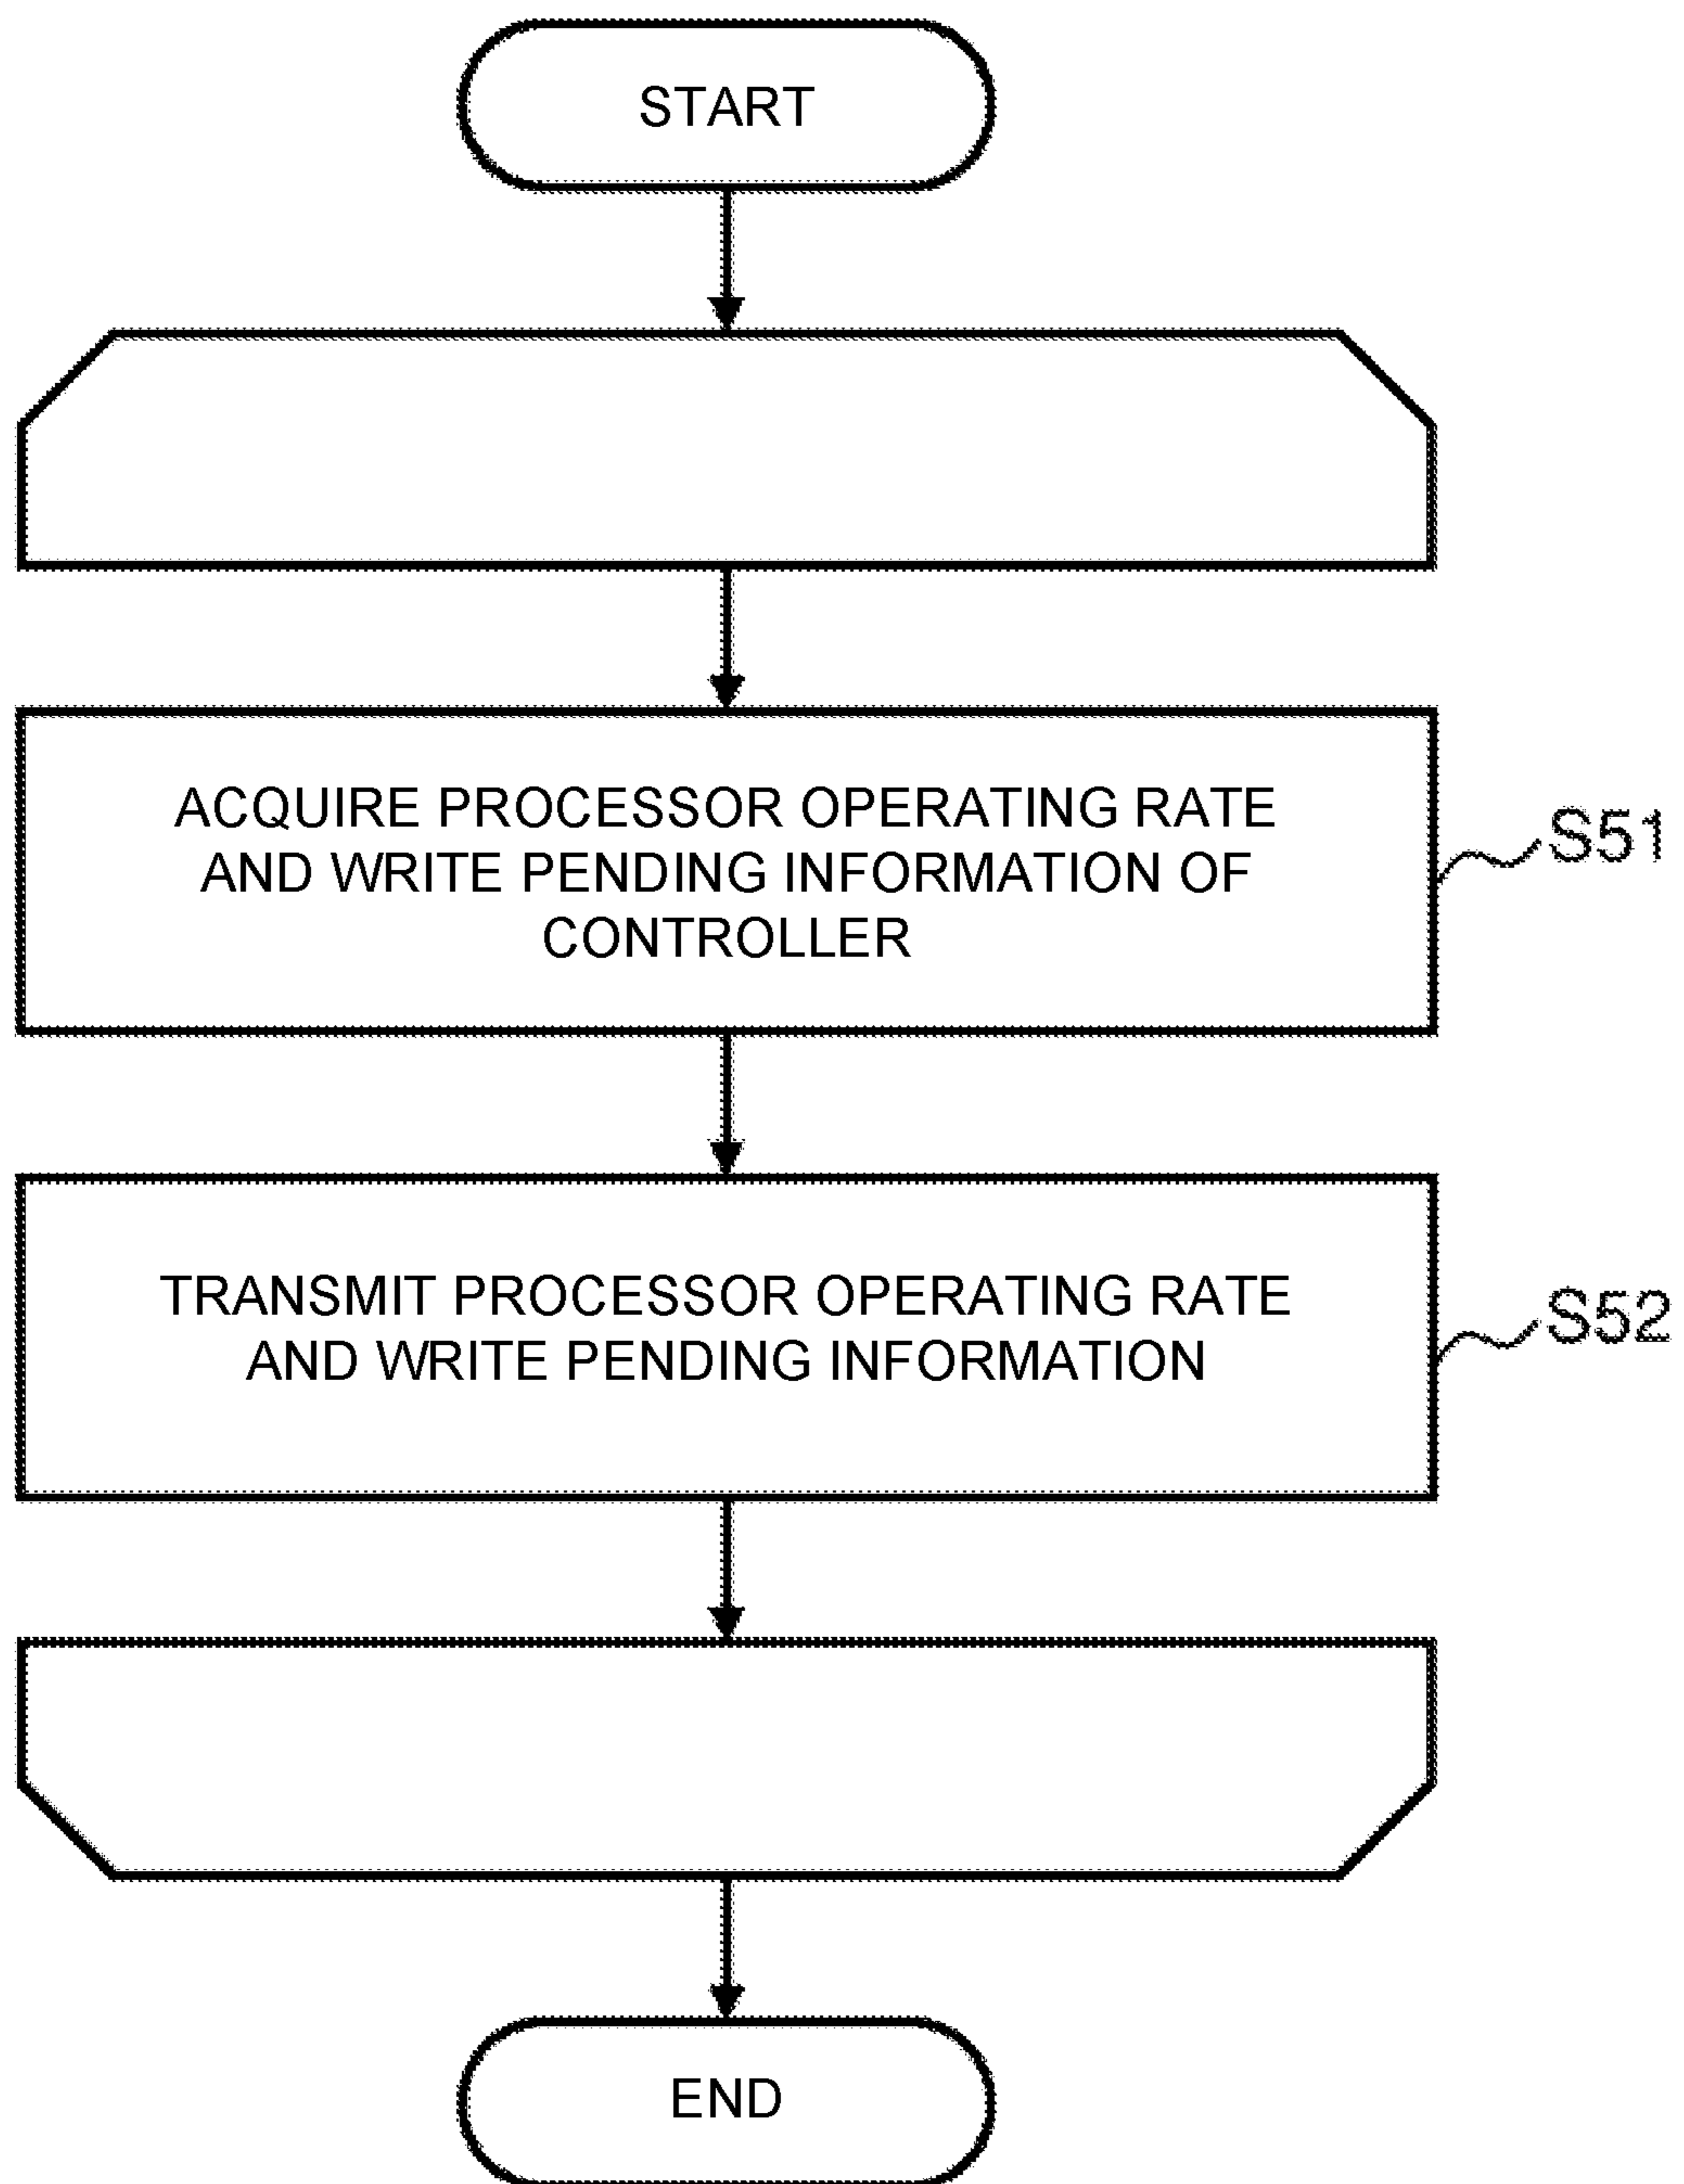 START
ACQUIRE PROCESSOR OPERATING RATE
AND WRITE PENDING INFORMATION OF
CONTROLLER
S51
TRANSMIT PROCESSOR OPERATING RATE
AND WRITE PENDING INFORMATION
S52
END